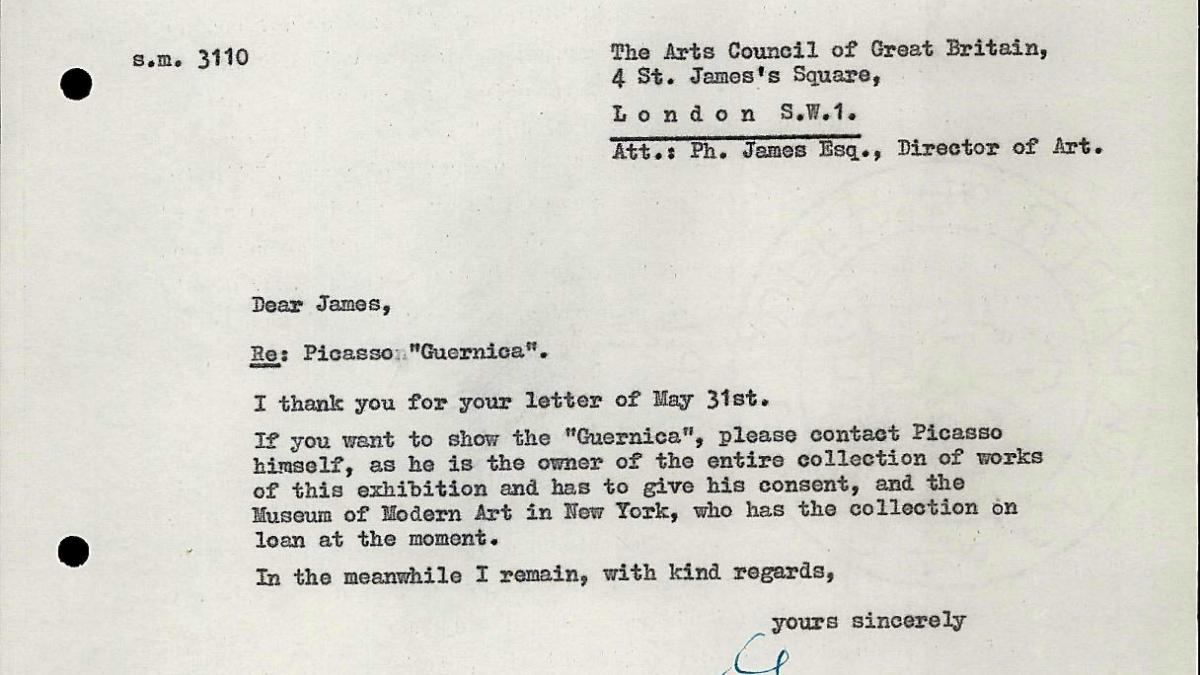 s.m. 3110
The Arts Council of Great Britain,
4 St. James's Square,
L o n d o n  S.W.1.
Att.: Ph. James Esq., Director of Art.
Dear James,
Re: Picasso "Guernica".
I thank you for your letter of May 31st.
If you want to show the "Guernica", please contact Picasso
himself, as he is the owner of the entire collection of works
of this exhibition and has to give his consent, and the
Museum of Modern Art in New York, who has the collection on
loan at the moment.
In the meanwhile I remain, with kind regards,
yours sincerely